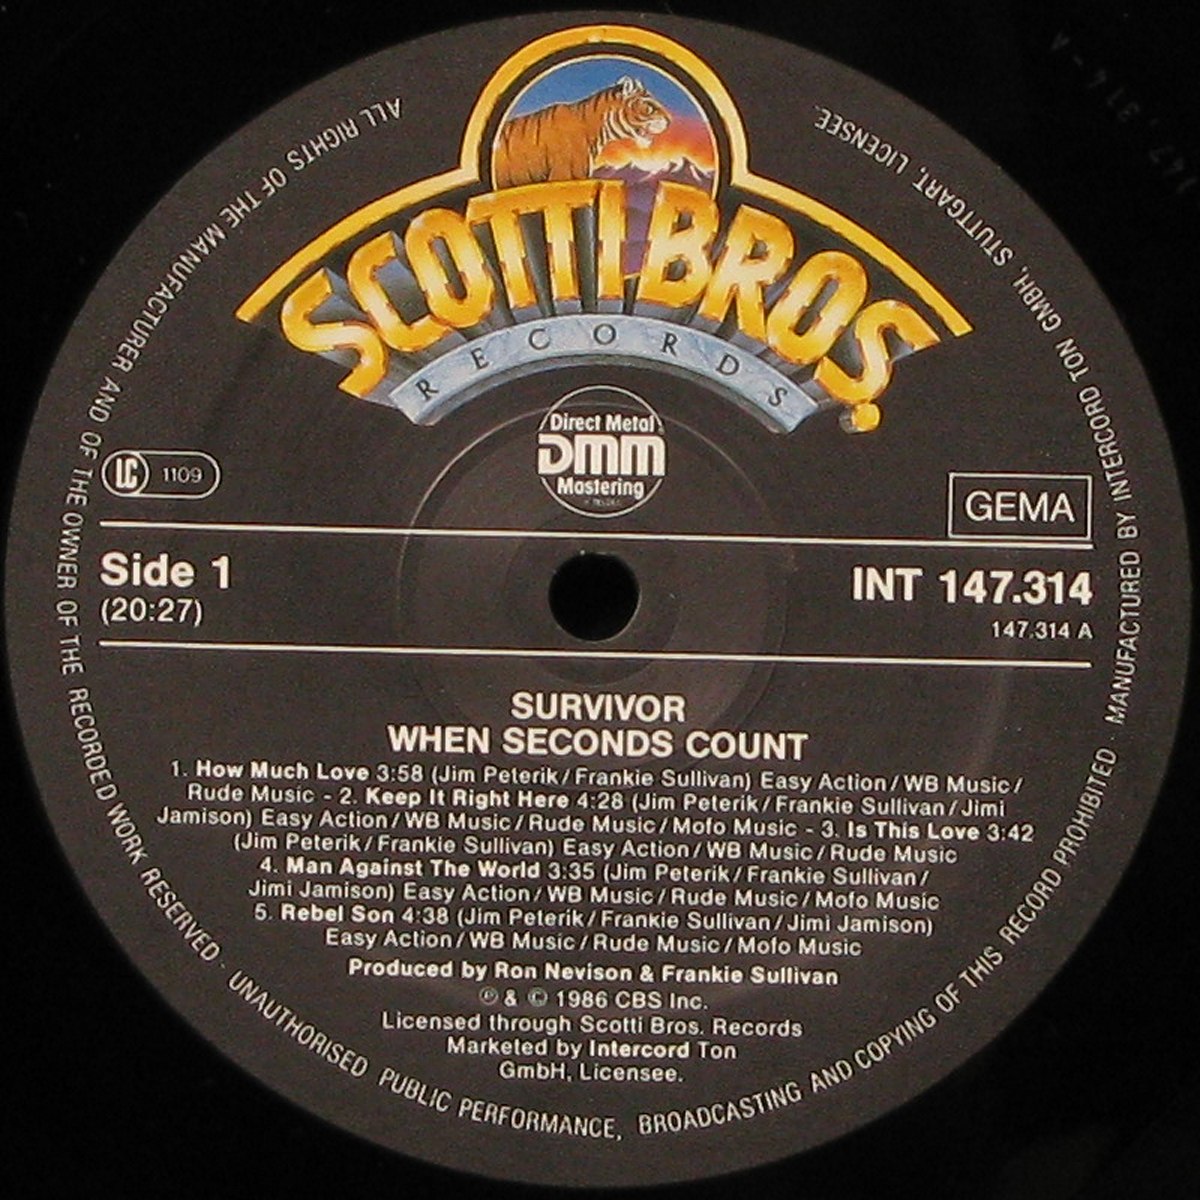 SCOTTI BROS.
RECORDS
Direct Metal
DMM
Mastering
LC 1109
GEMA
Side 1
(20:27)
INT 147.314
147.314 A
SURVIVOR
WHEN SECONDS COUNT
1. How Much Love 3:58 (Jim Peterik/Frankie Sullivan) Easy Action/WB Music/
Rude Music - 2. Keep It Right Here 4:28 (Jim Peterik/Frankie Sullivan/Jimi
Jamison) Easy Action/WB Music/Rude Music/Mofo Music - 3. Is This Love 3:42
(Jim Peterik/Frankie Sullivan) Easy Action/WB Music/Rude Music
4. Man Against The World 3:35 (Jim Peterik/Frankie Sullivan/
Jimi Jamison) Easy Action/WB Music/Rude Music/Mofo Music
5. Rebel Son 4:38 (Jim Peterik/Frankie Sullivan/Jimi Jamison)
Easy Action/WB Music/Rude Music/Mofo Music
Produced by Ron Nevison & Frankie Sullivan
℗ & © 1986 CBS Inc.
Licensed through Scotti Bros. Records
Marketed by Intercord Ton
GmbH, Licensee.
ALL RIGHTS OF THE MANUFACTURER AND OF THE OWNER OF THE RECORDED WORK RESERVED · UNAUTHORISED PUBLIC PERFORMANCE, BROADCASTING AND COPYING OF THIS RECORD PROHIBITED · MANUFACTURED BY INTERCORD TON GMBH, STUTTGART, LICENSEE.